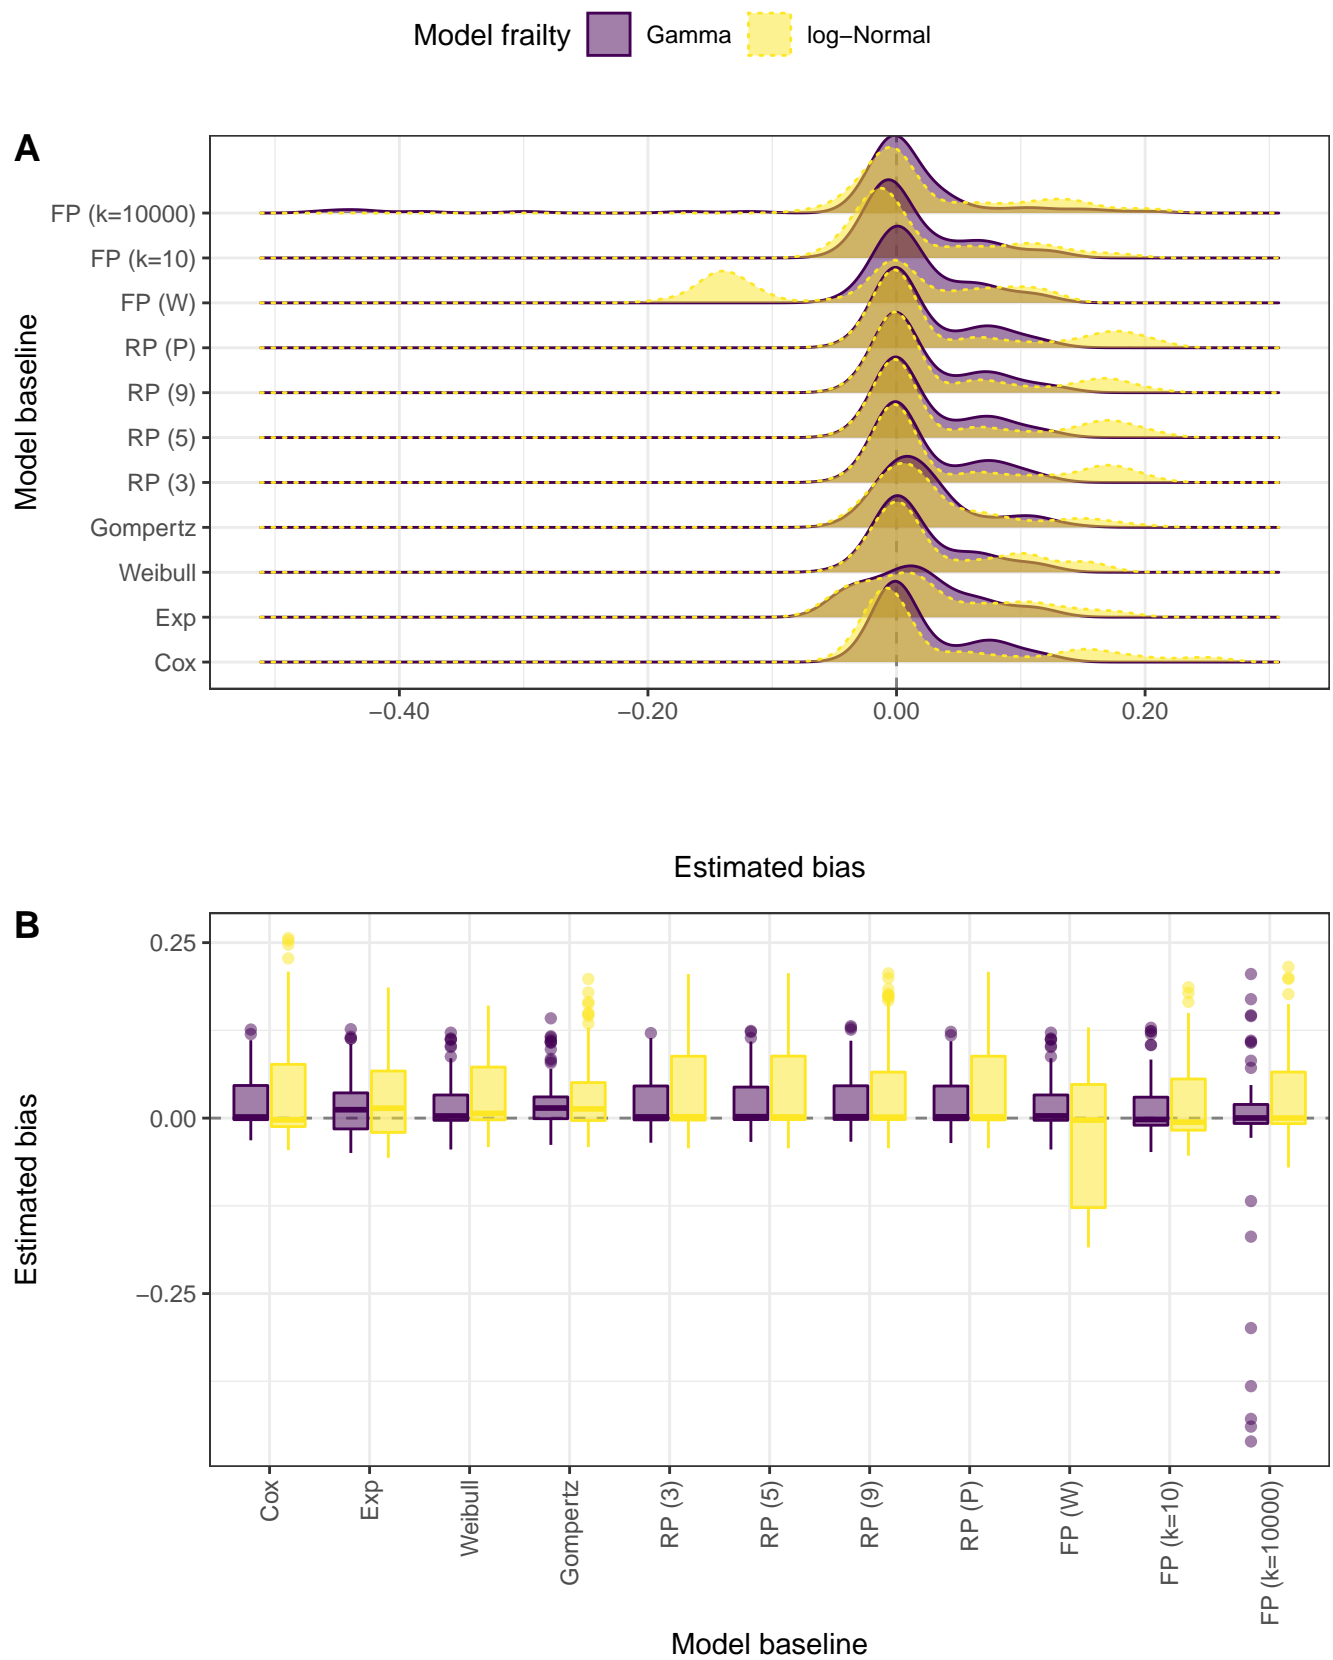 Model frailty Gamma log−Normal
A
Model baseline
FP (k=10000)
FP (k=10)
FP (W)
RP (P)
RP (9)
RP (5)
RP (3)
Gompertz
Weibull
Exp
Cox
−0.40 −0.20 0.00 0.20
Estimated bias
B
Estimated bias
0.25
0.00
−0.25
Cox Exp Weibull Gompertz RP (3) RP (5) RP (9) RP (P) FP (W) FP (k=10) FP (k=10000)
Model baseline